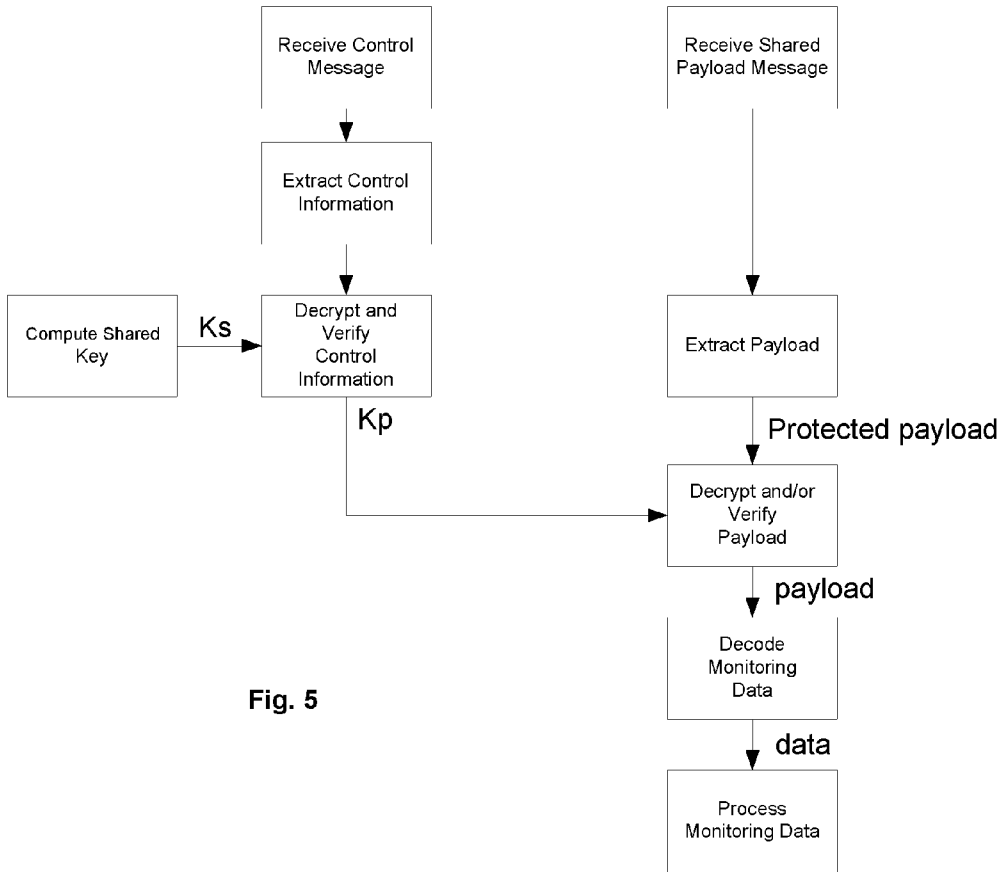 Receive Control
Message
Receive Shared
Payload Message
Extract Control
Information
Compute Shared
Key
Ks
Decrypt and
Verify
Control
Information
Extract Payload
Kp
Protected payload
Decrypt and/or
Verify
Payload
payload
Decode
Monitoring
Data
Fig. 5
data
Process
Monitoring Data